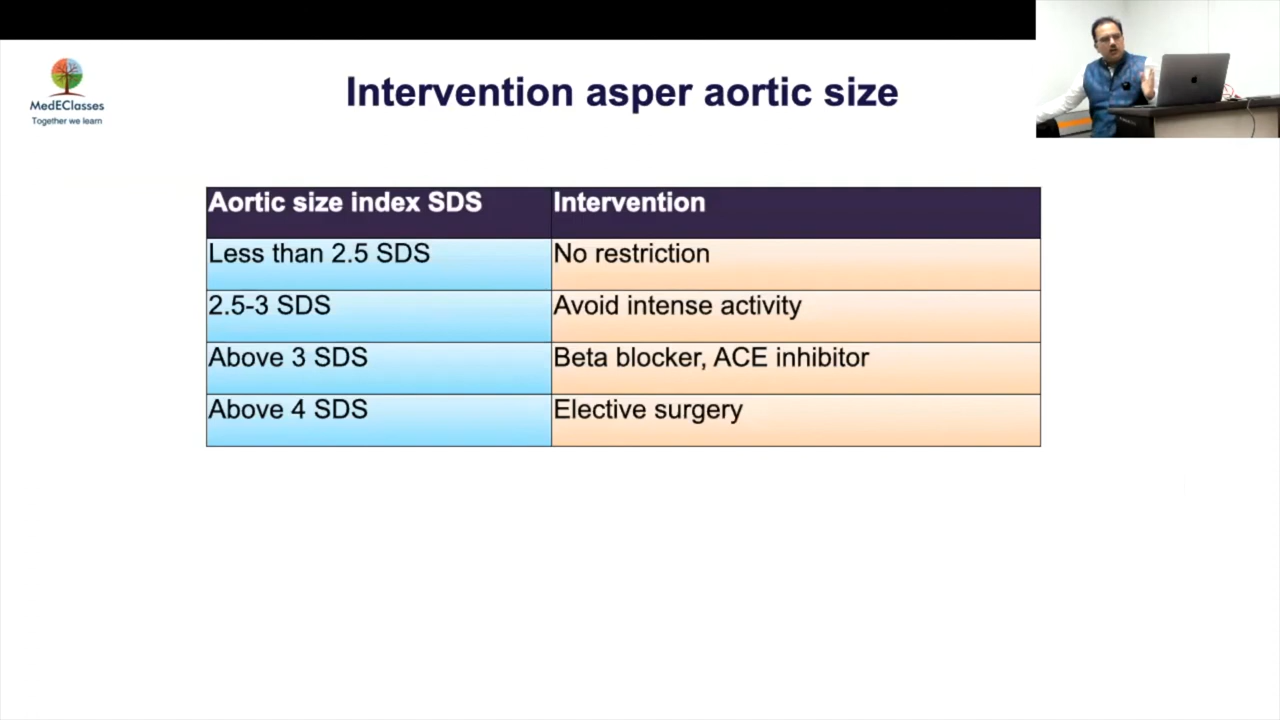 MedEClasses
Together we learn
Intervention asper aortic size
Aortic size index SDS Intervention
Less than 2.5 SDS No restriction
2.5-3 SDS Avoid intense activity
Above 3 SDS Beta blocker, ACE inhibitor
Above 4 SDS Elective surgery